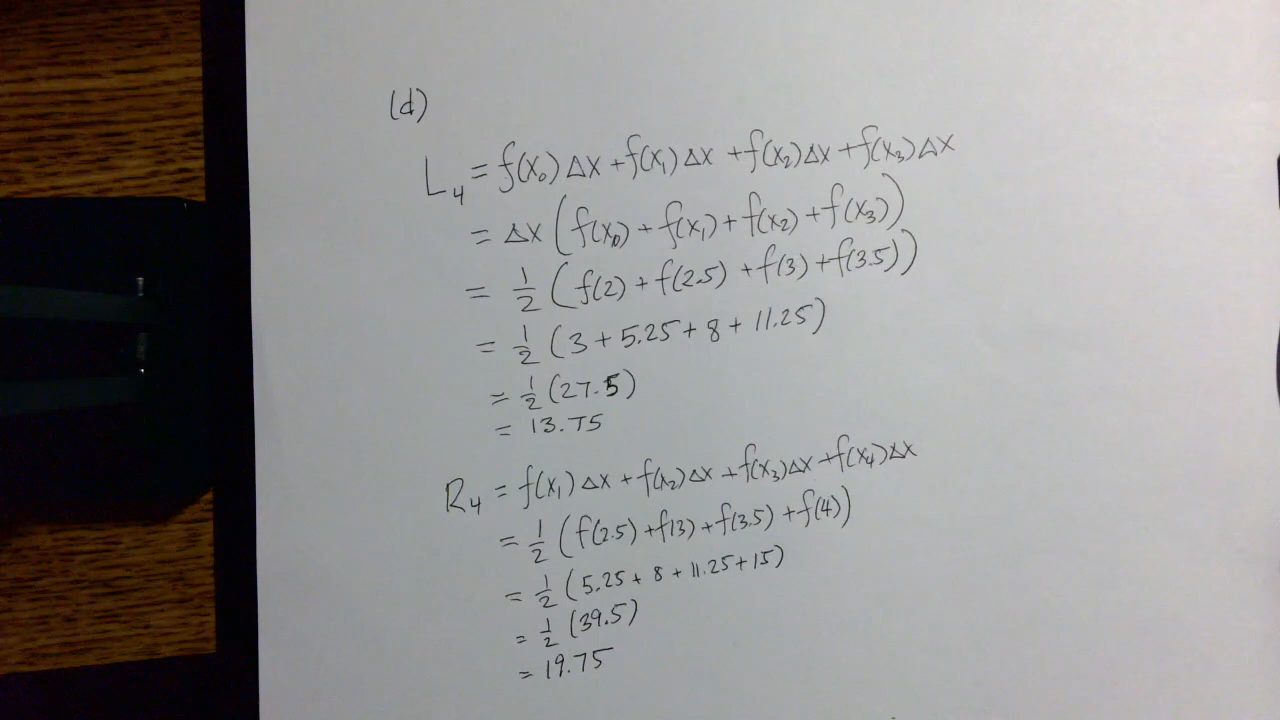 (d)
L₄ = f(x₀)Δx + f(x₁)Δx + f(x₂)Δx + f(x₃)Δx
= Δx (f(x₀) + f(x₁) + f(x₂) + f(x₃))
= 1/2 (f(2) + f(2.5) + f(3) + f(3.5))
= 1/2 (3 + 5.25 + 8 + 11.25)
= 1/2 (27.5)
= 13.75
R₄ = f(x₁)Δx + f(x₂)Δx + f(x₃)Δx + f(x₄)Δx
= 1/2 (f(2.5) + f(3) + f(3.5) + f(4))
= 1/2 (5.25 + 8 + 11.25 + 15)
= 1/2 (39.5)
= 19.75